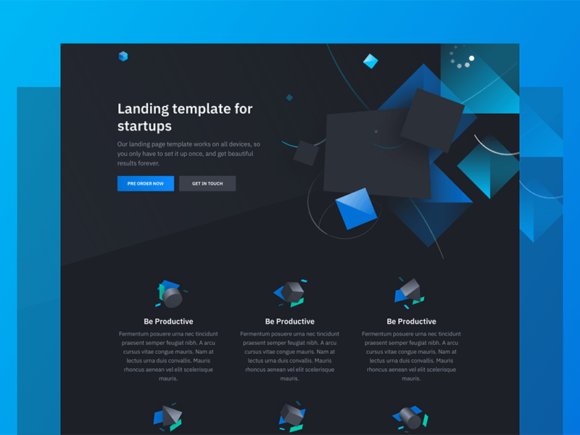 Landing template for
startups
Our landing page template works on all devices, so
you only have to set it up once, and get beautiful
results forever.
PRE ORDER NOW
GET IN TOUCH
Be Productive
Fermentum posuere urna nec tincidunt
praesent semper feugiat nibh. A arcu
cursus vitae congue mauris. Nam at
lectus urna duis convallis. Mauris
rhoncus aenean vel elit scelerisque
mauris.
Be Productive
Fermentum posuere urna nec tincidunt
praesent semper feugiat nibh. A arcu
cursus vitae congue mauris. Nam at
lectus urna duis convallis. Mauris
rhoncus aenean vel elit scelerisque
mauris.
Be Productive
Fermentum posuere urna nec tincidunt
praesent semper feugiat nibh. A arcu
cursus vitae congue mauris. Nam at
lectus urna duis convallis. Mauris
rhoncus aenean vel elit scelerisque
mauris.